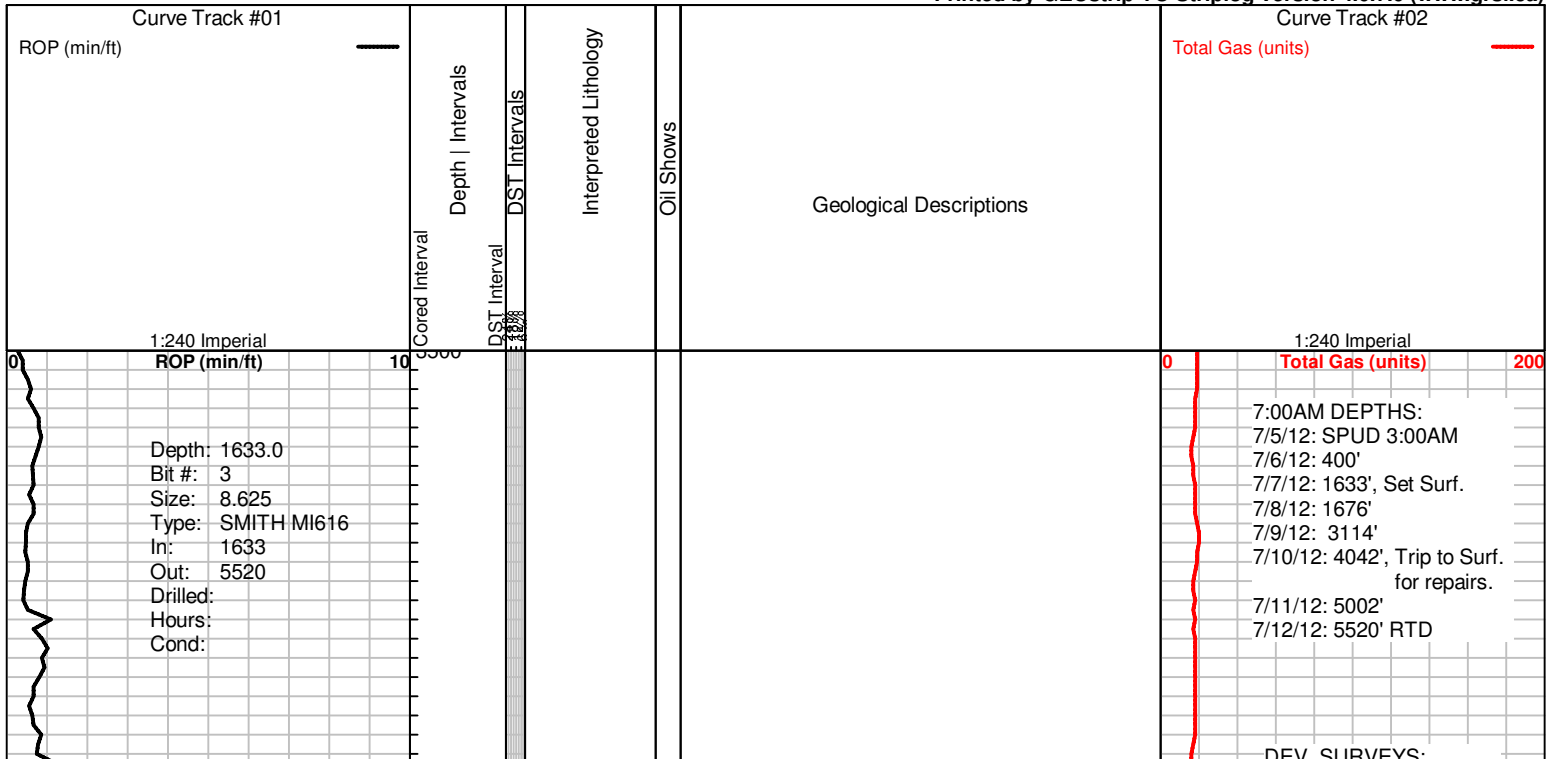 Curve Track #01
ROP (min/ft)
1:240 Imperial
Cored Interval
Depth | Intervals
DST Interval
DST Intervals
Interpreted Lithology
Oil Shows
Geological Descriptions
Curve Track #02
Total Gas (units)
1:240 Imperial
0 ROP (min/ft) 10
0 Total Gas (units) 200
Depth: 1633.0
Bit #: 3
Size: 8.625
Type: SMITH MI616
In: 1633
Out: 5520
Drilled:
Hours:
Cond:
7:00AM DEPTHS:
7/5/12: SPUD 3:00AM
7/6/12: 400'
7/7/12: 1633', Set Surf.
7/8/12: 1676'
7/9/12: 3114'
7/10/12: 4042', Trip to Surf.
for repairs.
7/11/12: 5002'
7/12/12: 5520' RTD
DEV. SURVEYS: